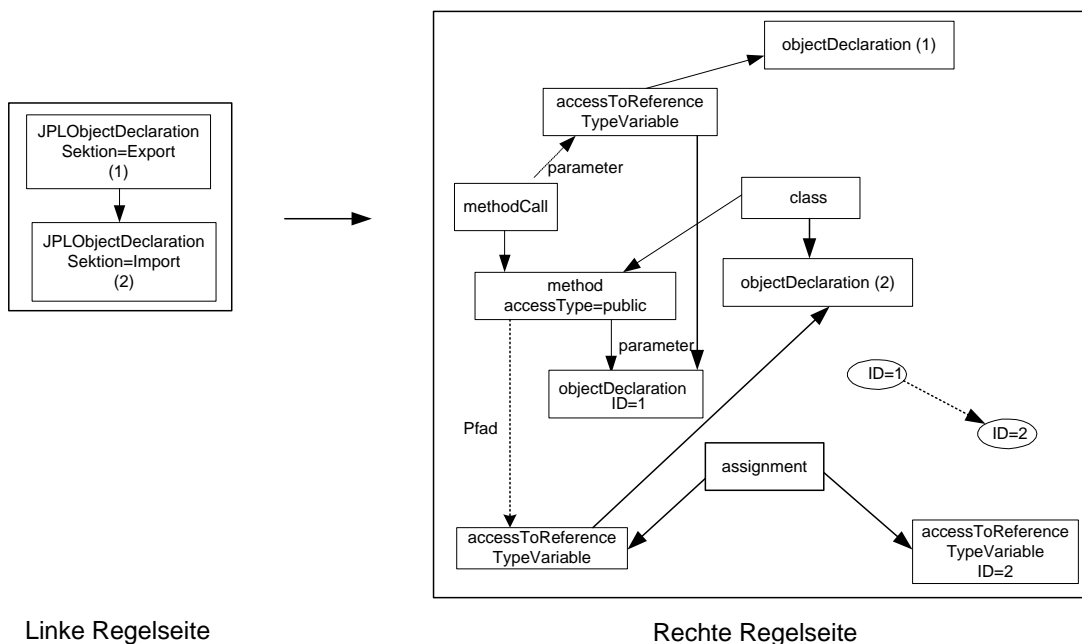 JPLObjectDeclaration
Sektion=Export
(1)
JPLObjectDeclaration
Sektion=Import
(2)
Linke Regelseite
objectDeclaration (1)
accessToReference
TypeVariable
parameter
methodCall
class
method
accessType=public
objectDeclaration (2)
parameter
objectDeclaration
ID=1
ID=1
ID=2
Pfad
assignment
accessToReference
TypeVariable
accessToReference
TypeVariable
ID=2
Rechte Regelseite